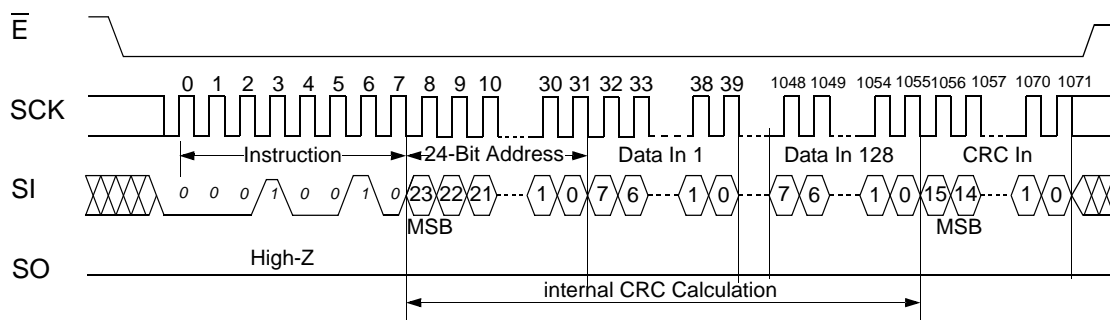 E
0 1 2 3 4 5 6 7 8 9 10 30 31 32 33 38 39 1048 1049 1054 1055 1056 1057 1070 1071
SCK
Instruction 24-Bit Address Data In 1 Data In 128 CRC In
SI 0 0 0 1 0 0 1 0 23 22 21 1 0 7 6 1 0 7 6 1 0 15 14 1 0
MSB MSB
High-Z
SO
internal CRC Calculation